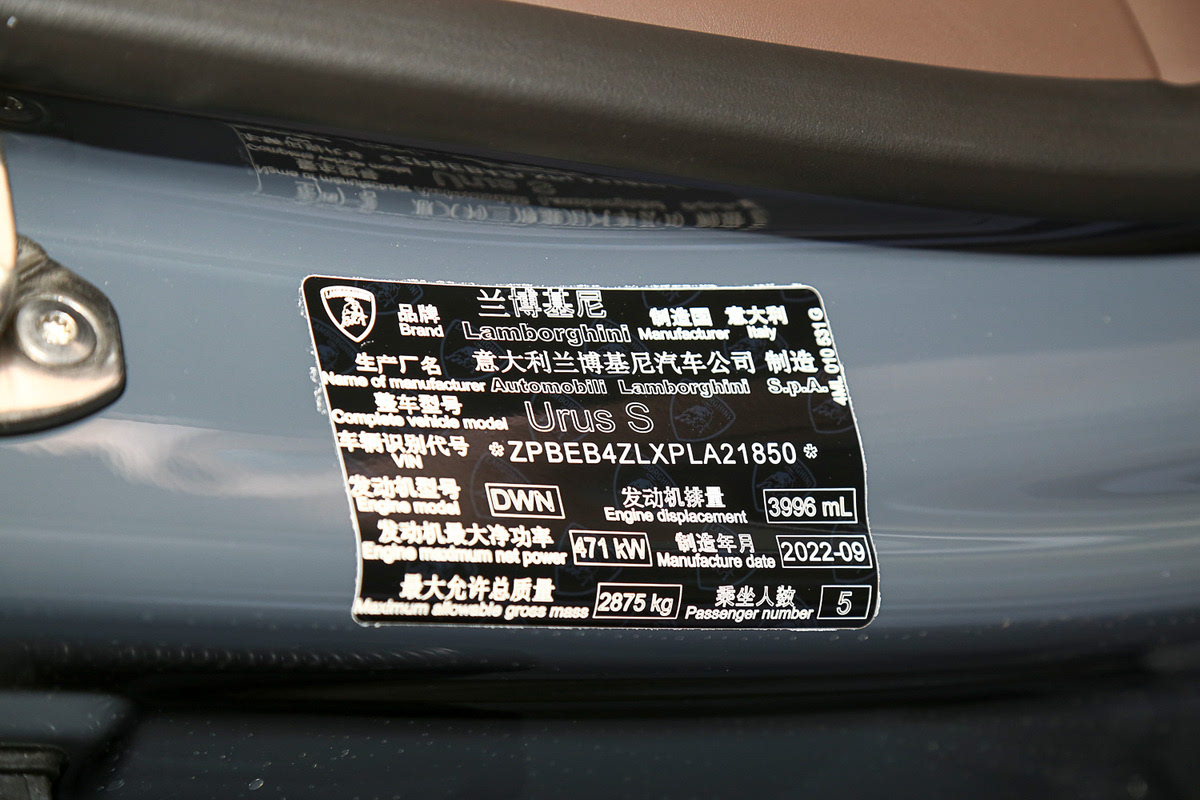 品牌 兰博基尼 制造国 意大利
Brand Lamborghini Manufacturer Italy
生产厂名 意大利兰博基尼汽车公司 制造
Name of manufacturer Automobili Lamborghini S.p.A.
整车型号 Urus S
Complete vehicle model
车辆识别代号 *ZPBEB4ZLXPLA21850*
VIN
发动机型号 DWN 发动机排量 3996 mL
Engine model Engine displacement
发动机最大净功率 471 kW 制造年月 2022-09
Engine maximum net power Manufacture date
最大允许总质量 2875 kg 乘坐人数 5
Maximum allowable gross mass Passenger number
4ML 010 531 G